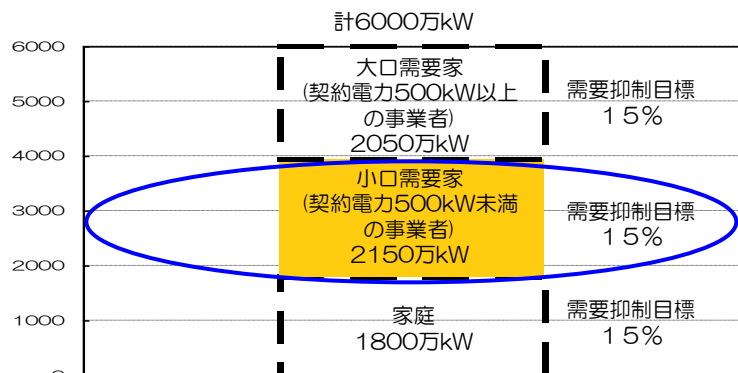 計6000万kW
6000
5000
4000
3000
2000
1000
0
大口需要家
(契約電力500kW以上
の事業者)
2050万kW
需要抑制目標
15%
小口需要家
(契約電力500kW未満
の事業者)
2150万kW
需要抑制目標
15%
家庭
1800万kW
需要抑制目標
15%